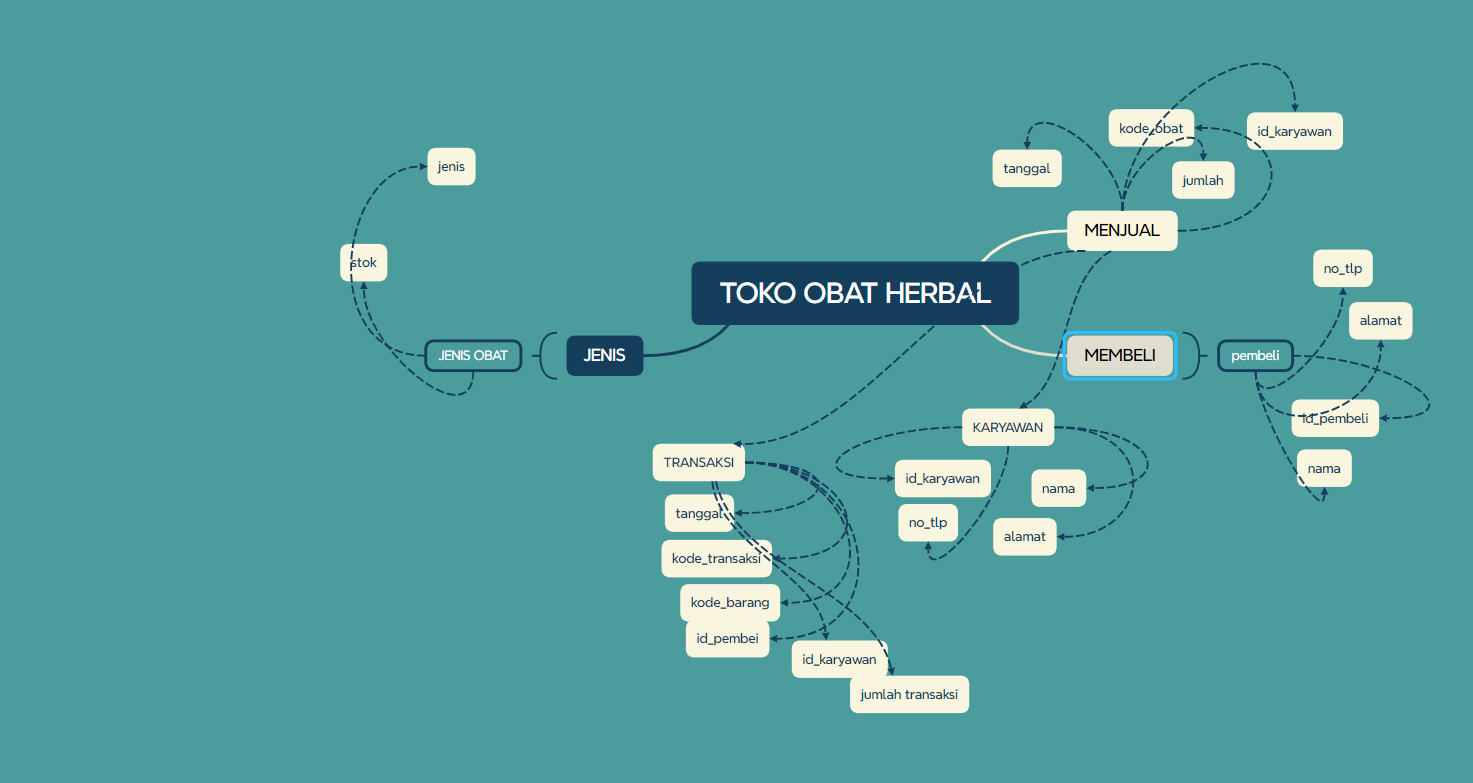 kode_obat
id_karyawan
jenis
tanggal
jumlah
MENJUAL
stok
no_tlp
TOKO OBAT HERBAL
alamat
JENIS OBAT
JENIS
MEMBELI
pembeli
id_pembeli
KARYAWAN
TRANSAKSI
nama
id_karyawan
nama
tanggal
no_tlp
alamat
kode_transaksi
kode_barang
id_pembei
id_karyawan
jumlah transaksi